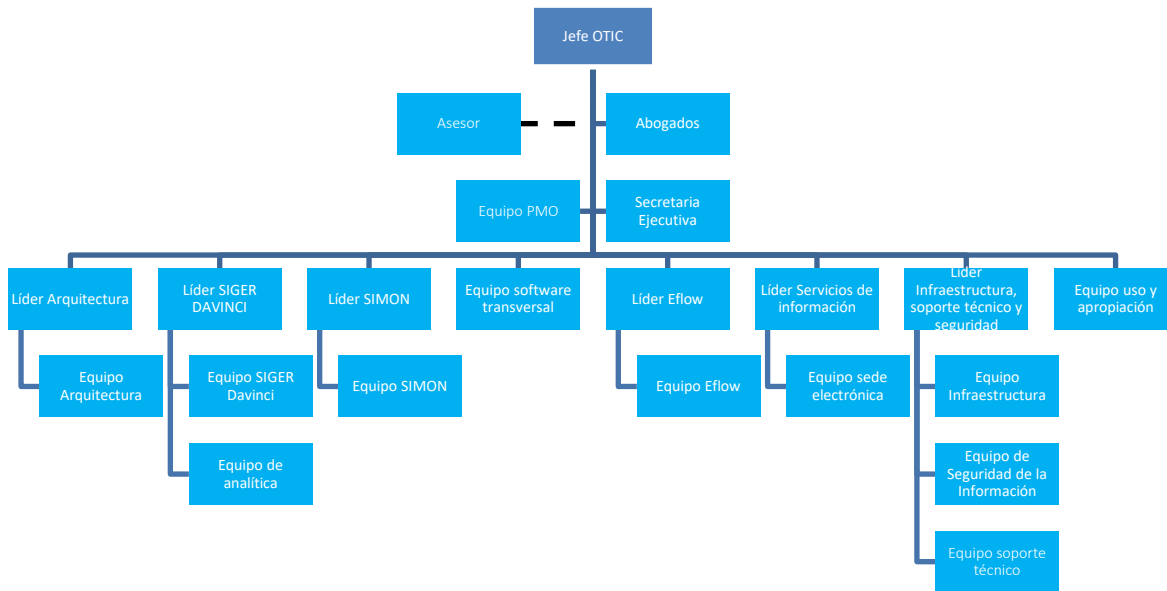 Jefe OTIC
Asesor
Abogados
Equipo PMO
Secretaria
Ejecutiva
Líder Arquitectura
Líder SIGER
DAVINCI
Líder SIMON
Equipo software
transversal
Líder Eflow
Líder Servicios de
información
Líder
Infraestructura,
soporte técnico y
seguridad
Equipo uso y
apropiación
Equipo
Arquitectura
Equipo SIGER
Davinci
Equipo SIMON
Equipo Eflow
Equipo sede
electrónica
Equipo
Infraestructura
Equipo de
analítica
Equipo de
Seguridad de la
Información
Equipo soporte
técnico